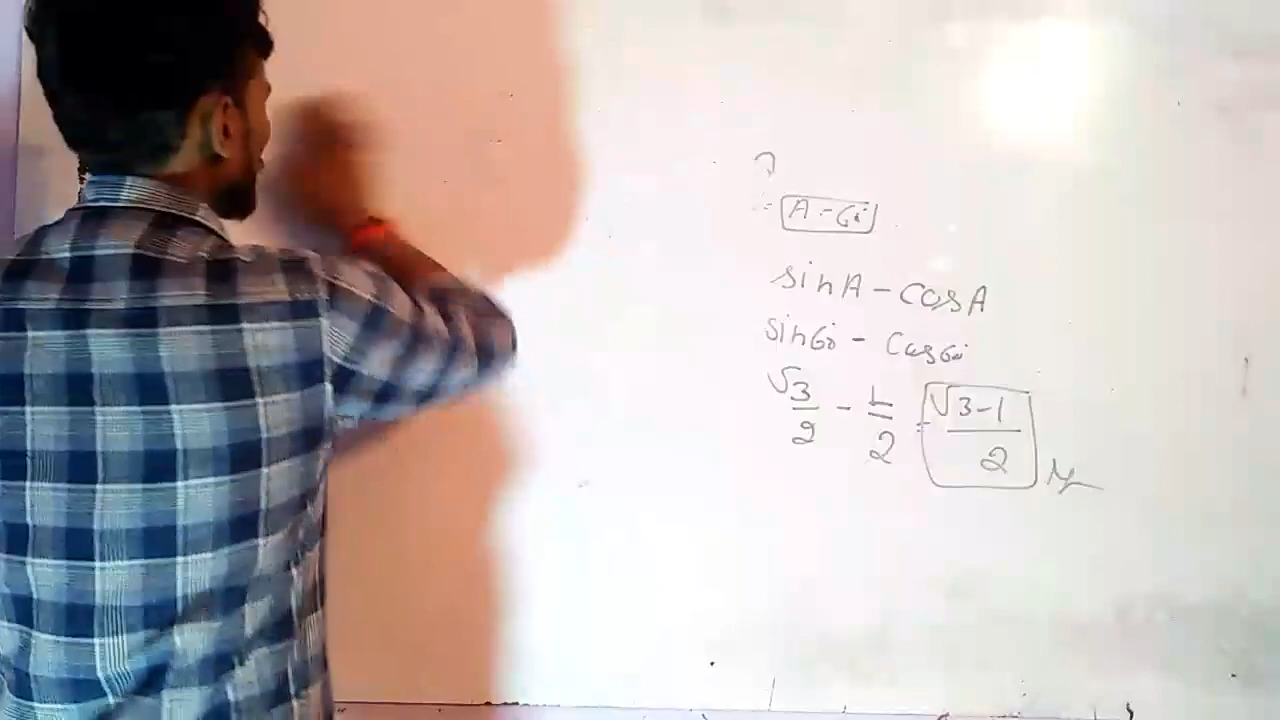 A = 60°
sinA - cosA
sin60° - cos60°
√3/2 - 1/2 = √3-1/2